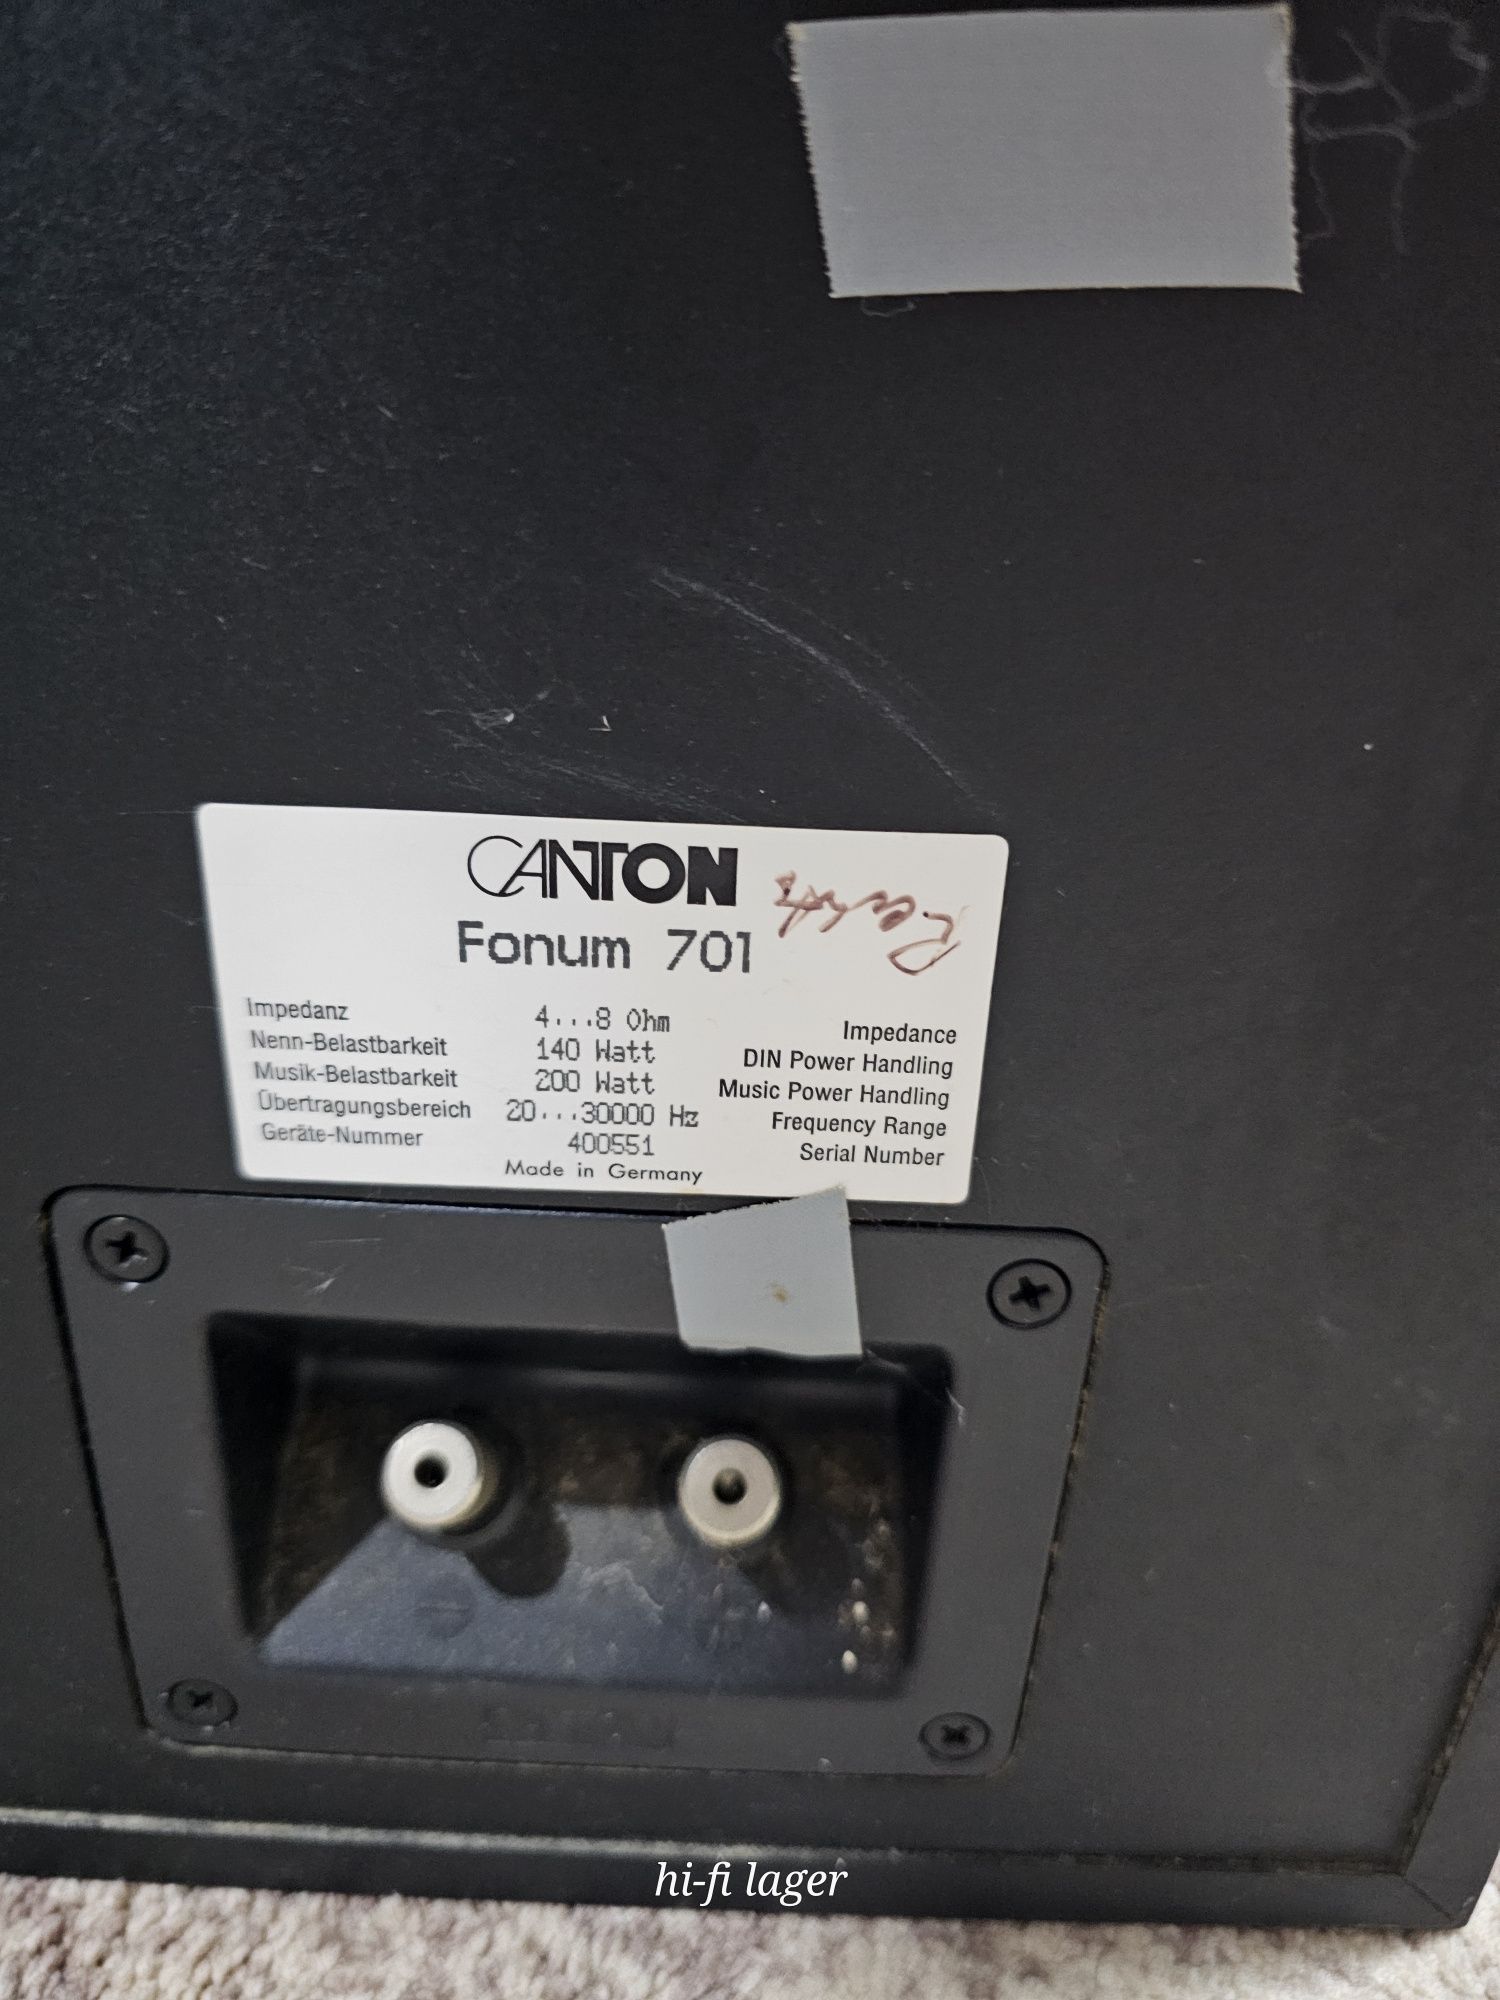 CANTON
Fonum 701
Rechts
Impedanz 4...8 Ohm Impedance
Nenn-Belastbarkeit 140 Watt DIN Power Handling
Musik-Belastbarkeit 200 Watt Music Power Handling
Übertragungsbereich 20...30000 Hz Frequency Range
Geräte-Nummer 400551 Serial Number
Made in Germany
hi-fi lager